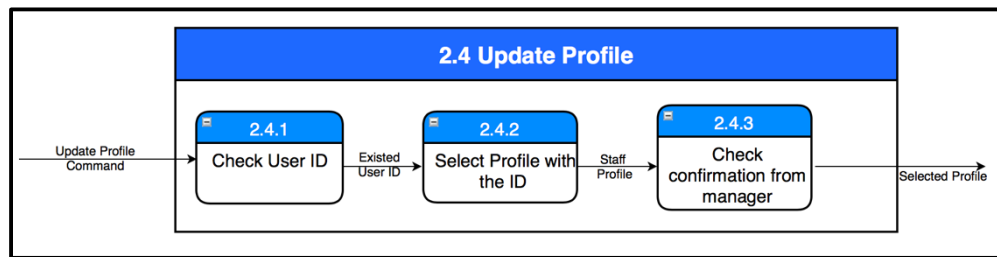 2.4 Update Profile
2.4.1
2.4.2
2.4.3
Update Profile
Command
Check User ID
Existed
User ID
Select Profile with
the ID
Staff
Profile
Check
confirmation from
manager
Selected Profile